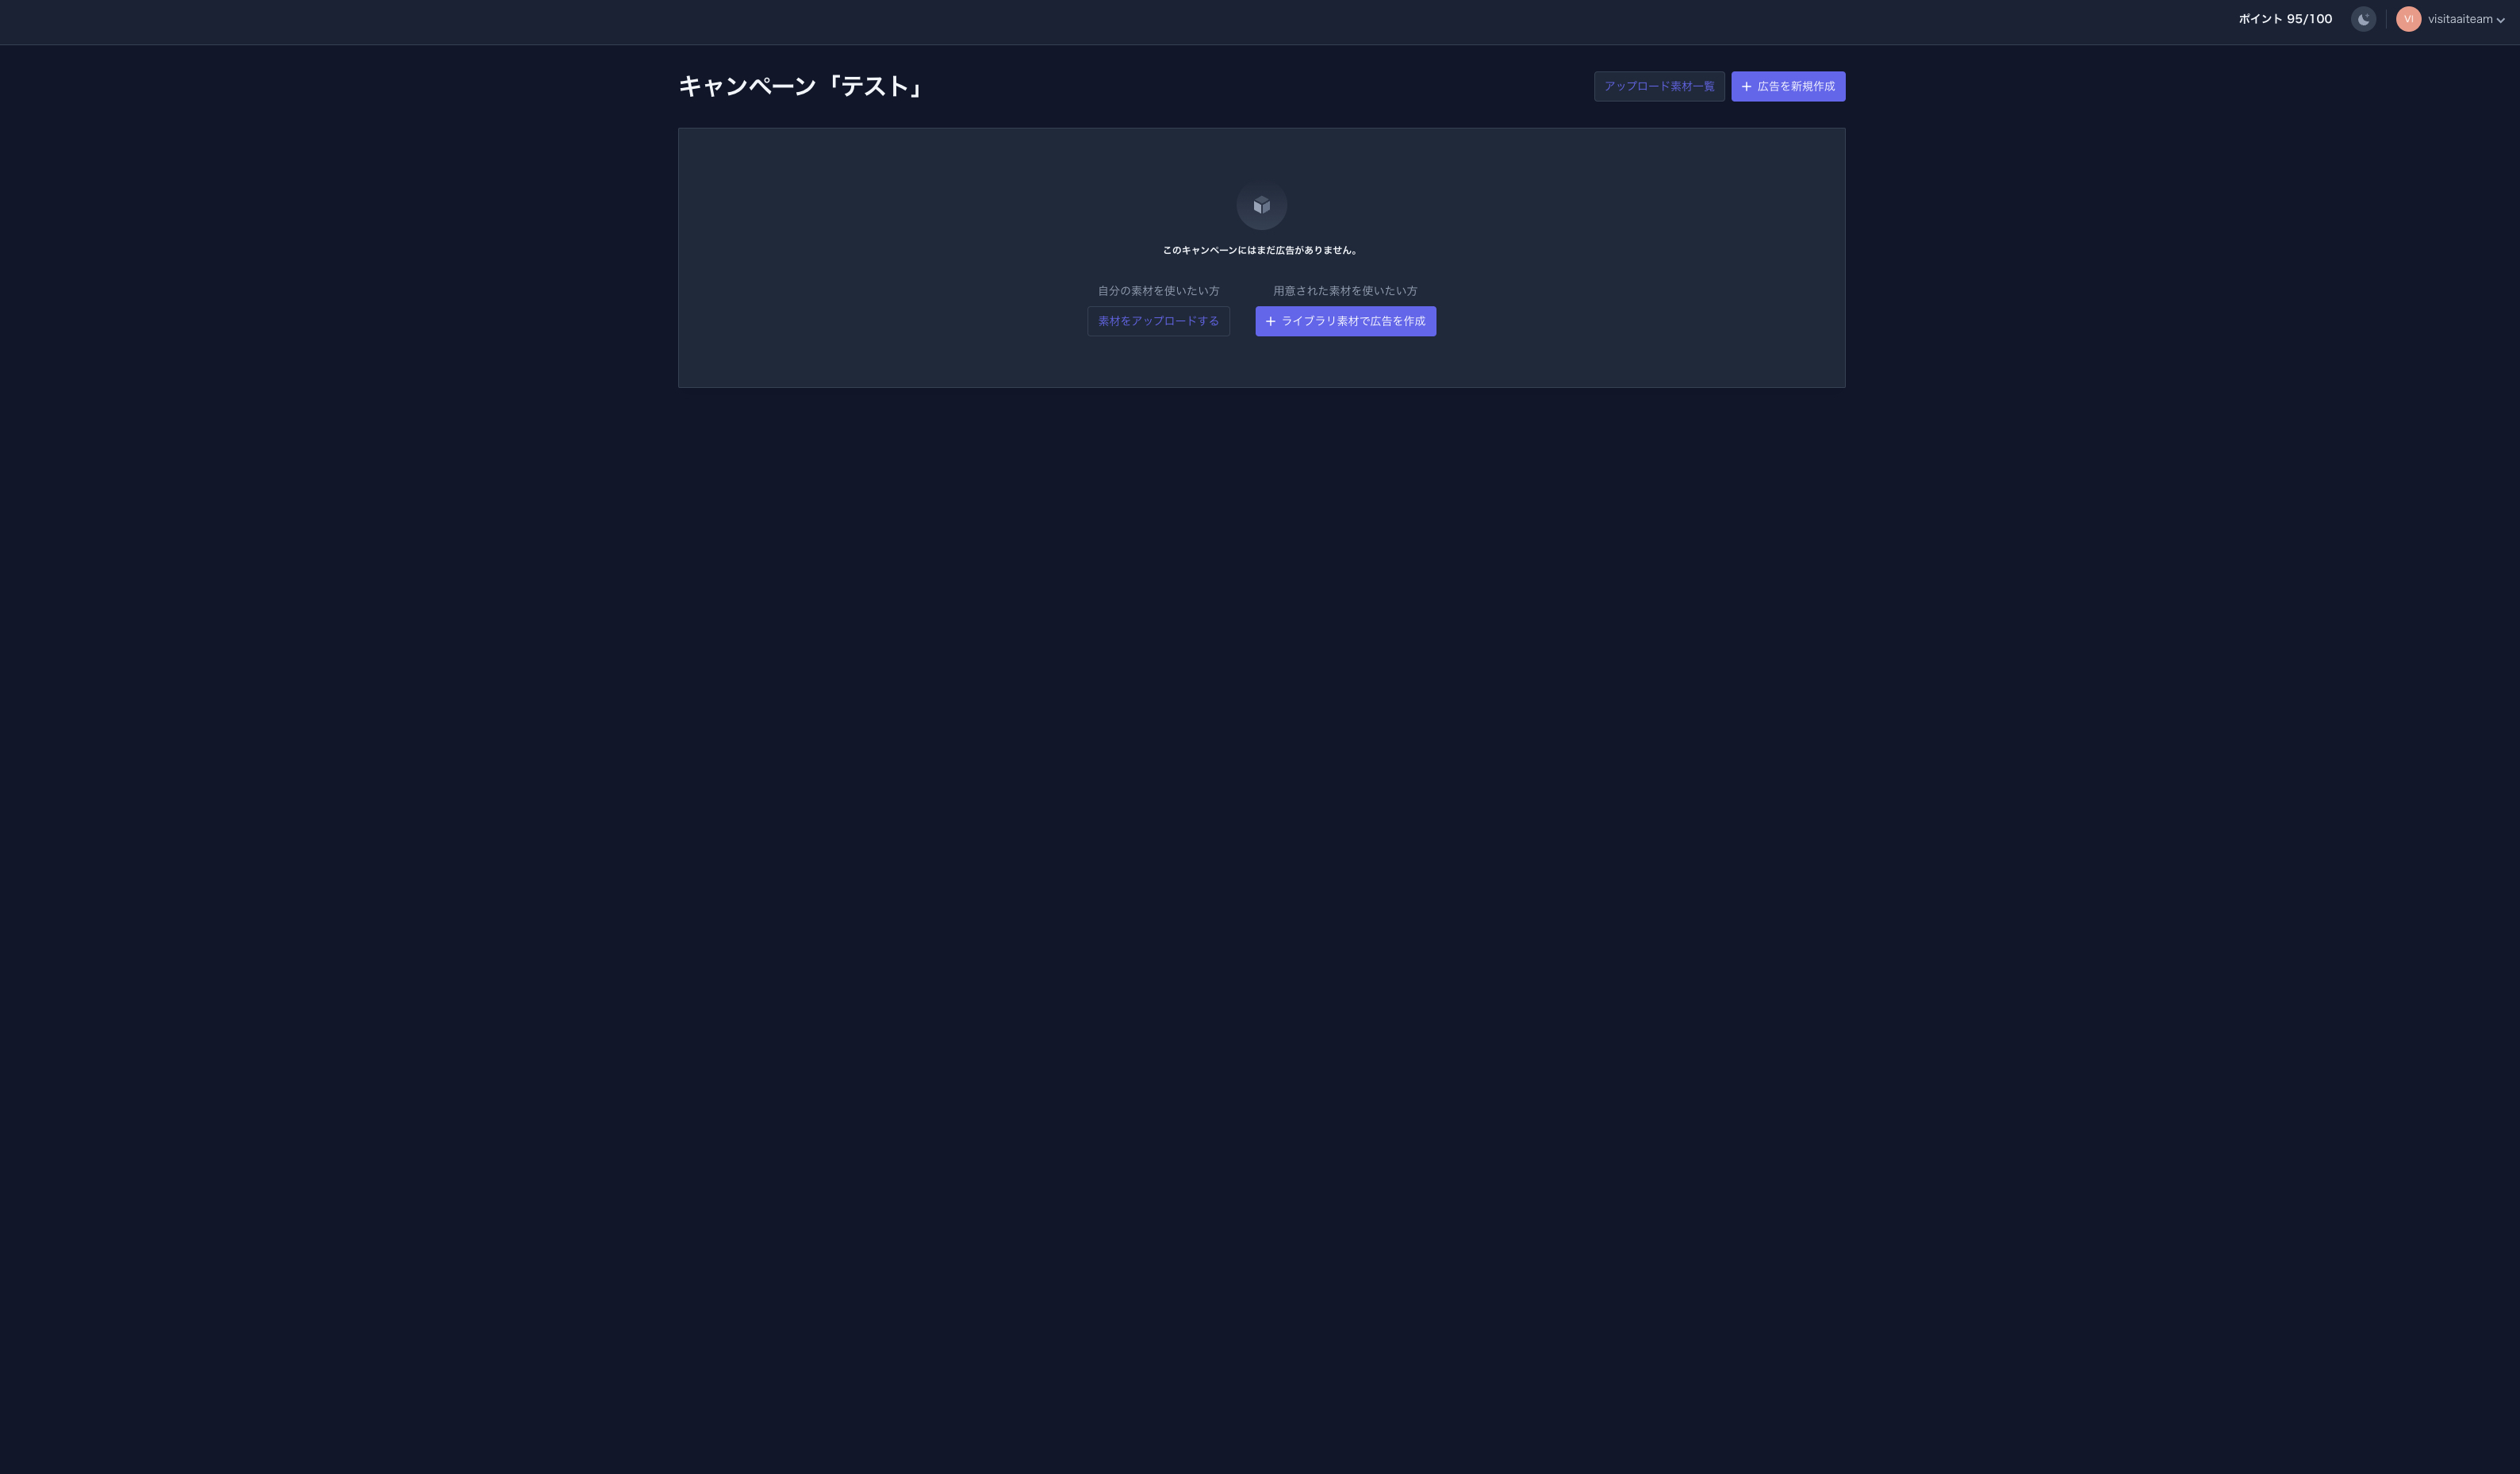 ポイント 95/100
VI
visitaaiteam
キャンペーン「テスト」
アップロード素材一覧
+ 広告を新規作成
このキャンペーンにはまだ広告がありません。
自分の素材を使いたい方
用意された素材を使いたい方
素材をアップロードする
+ ライブラリ素材で広告を作成